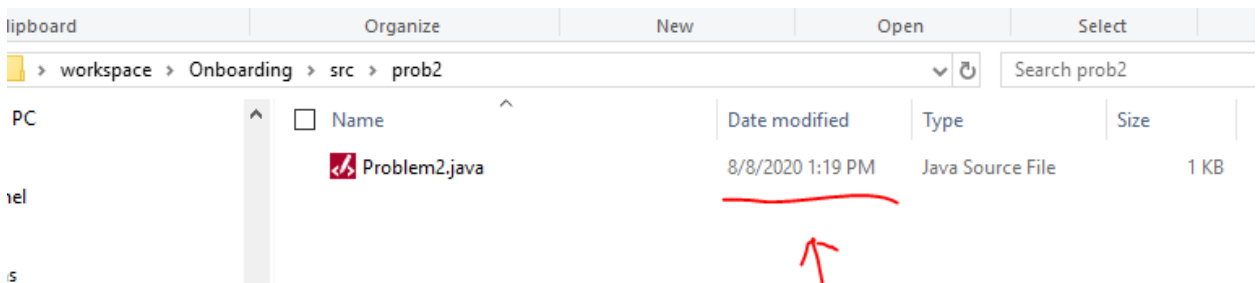 lipboard Organize New Open Select
> workspace > Onboarding > src > prob2 Search prob2
PC Name Date modified Type Size
Problem2.java 8/8/2020 1:19 PM Java Source File 1 KB
nel
s